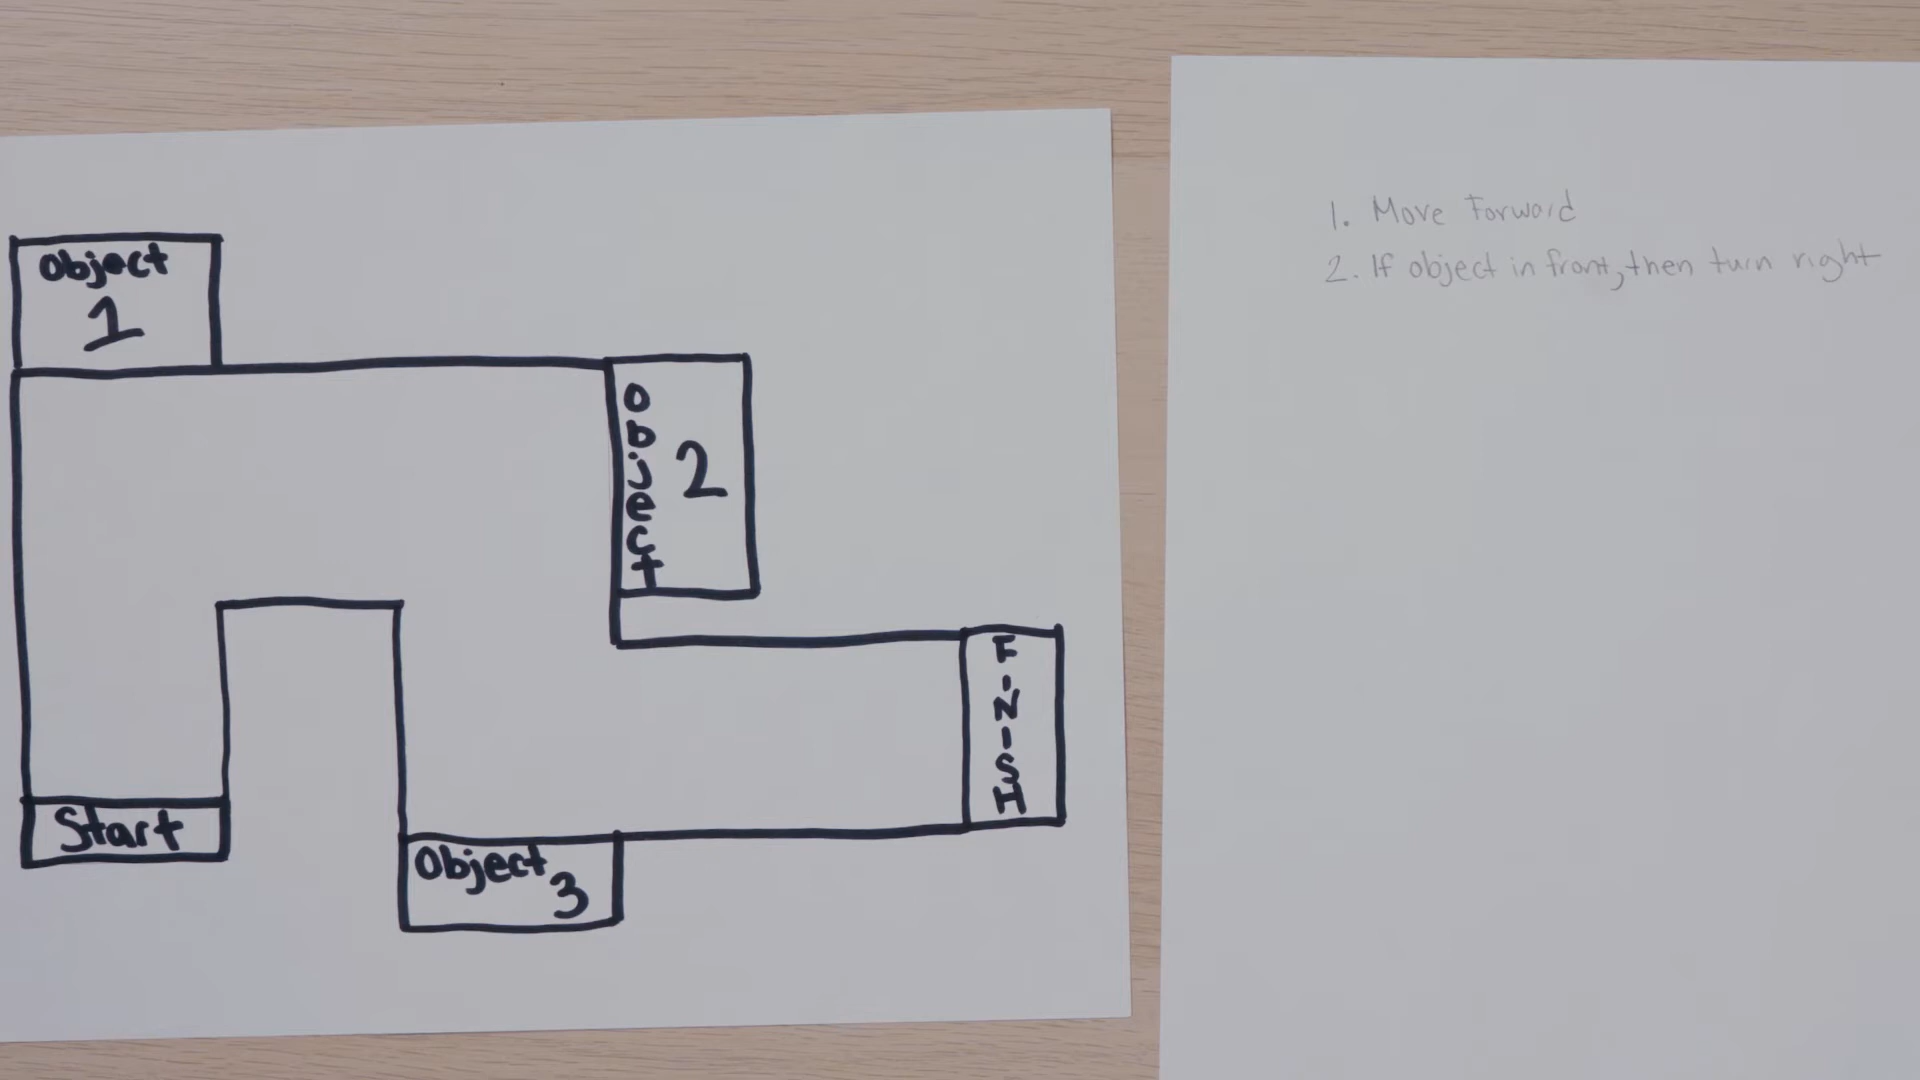 Object
1
Object
2
Start
Object
3
FINISH
1. Move Forward
2. If object in front, then turn right